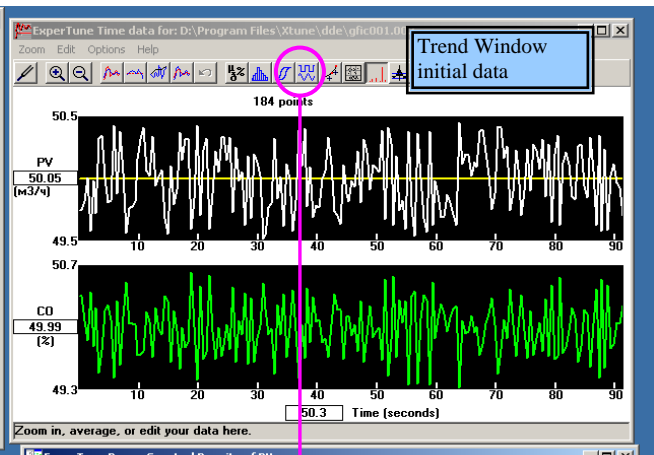 ExperTune Time data for: D:\Program Files\Xtune\dde\gfic001.00
Trend Window
initial data
Zoom Edit Options Help
184 points
50.5
PV
50.05
(м3/ч)
49.5
10 20 30 40 50 60 70 80 90
50.7
CO
49.99
(%)
49.3
10 20 30 40 50 60 70 80 90
50.3 Time (seconds)
Zoom in, average, or edit your data here.